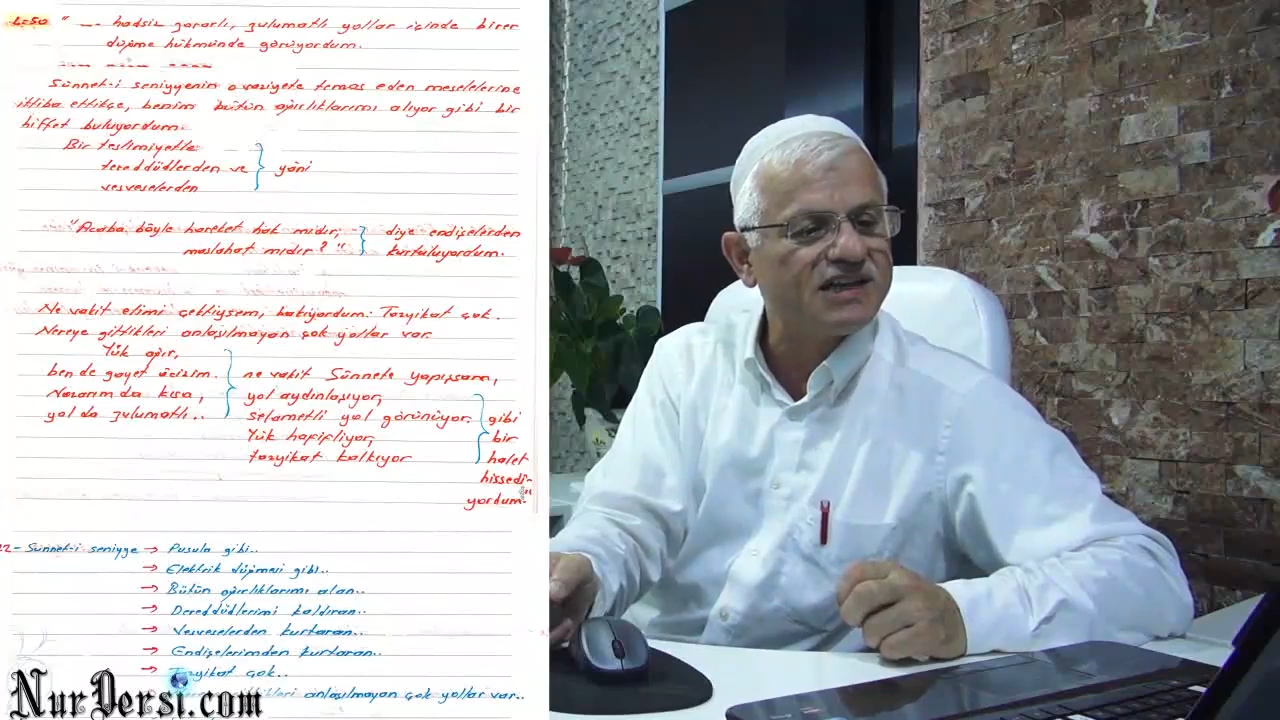 L=50 " --- hadsiz zararlı, zulumatlı yollar içinde birer
düğme hükmünde görüyordum.
Sünnet-i seniyyenin o vaziyete temas eden meselelerine
ittiba ettikçe, benim bütün ağırlıklarımı alıyor gibi bir
hiffet buluyordum.
Bir teslimiyetle
tereddüdlerden ve } yâni
vesveselerden
"Acaba böyle hareket hak mıdır, } diye endişelerden
maslahat mıdır?" kurtuluyordum.
Ne vakit elimi çektiysem, bakıyordum: Tazyikat çok.
Nereye gittikleri anlaşılmayan çok yollar var.
Yük ağır,
ben de gayet âcizim. } ne vakit Sünnete yapışsam,
Nazarım da kısa, yol aydınlaşıyor,
yol da zulumatlı.. selametli yol görünüyor. } gibi
Yük hafifliyor, bir
tazyikat kalkıyor halet
hissedi-
yordum."
12- Sünnet-i seniyye → Pusula gibi..
→ Elektrik düğmesi gibi..
→ Bütün ağırlıklarımı alan..
→ Dereddüdlerimi kaldıran..
→ Vesveselerden kurtaran..
→ Endişelerimden kurtaran..
→ Tazyikat çok..
anlaşılmayan çok yollar var..
NurDersi.com